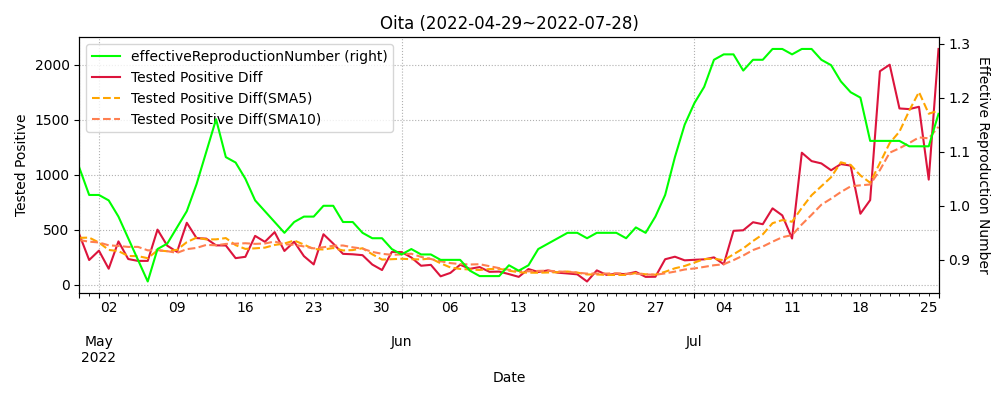 Oita (2022-04-29~2022-07-28)
effectiveReproductionNumber (right)
Tested Positive Diff
Tested Positive Diff(SMA5)
Tested Positive Diff(SMA10)
Tested Positive
2000
1500
1000
500
0
1.3
1.2
1.1
1.0
0.9
Effective Reproduction Number
02 09 16 23 30 06 13 20 27 04 11 18 25
May Jun Jul
2022
Date